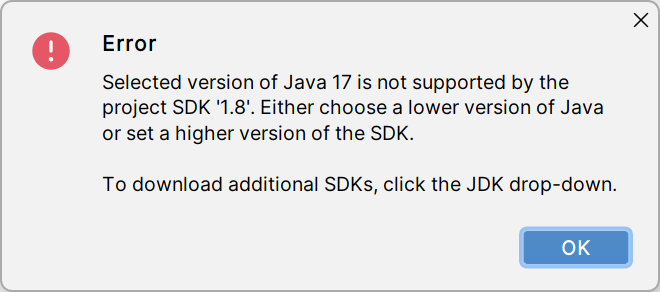 Error
Selected version of Java 17 is not supported by the
project SDK '1.8'. Either choose a lower version of Java
or set a higher version of the SDK.
To download additional SDKs, click the JDK drop-down.
OK